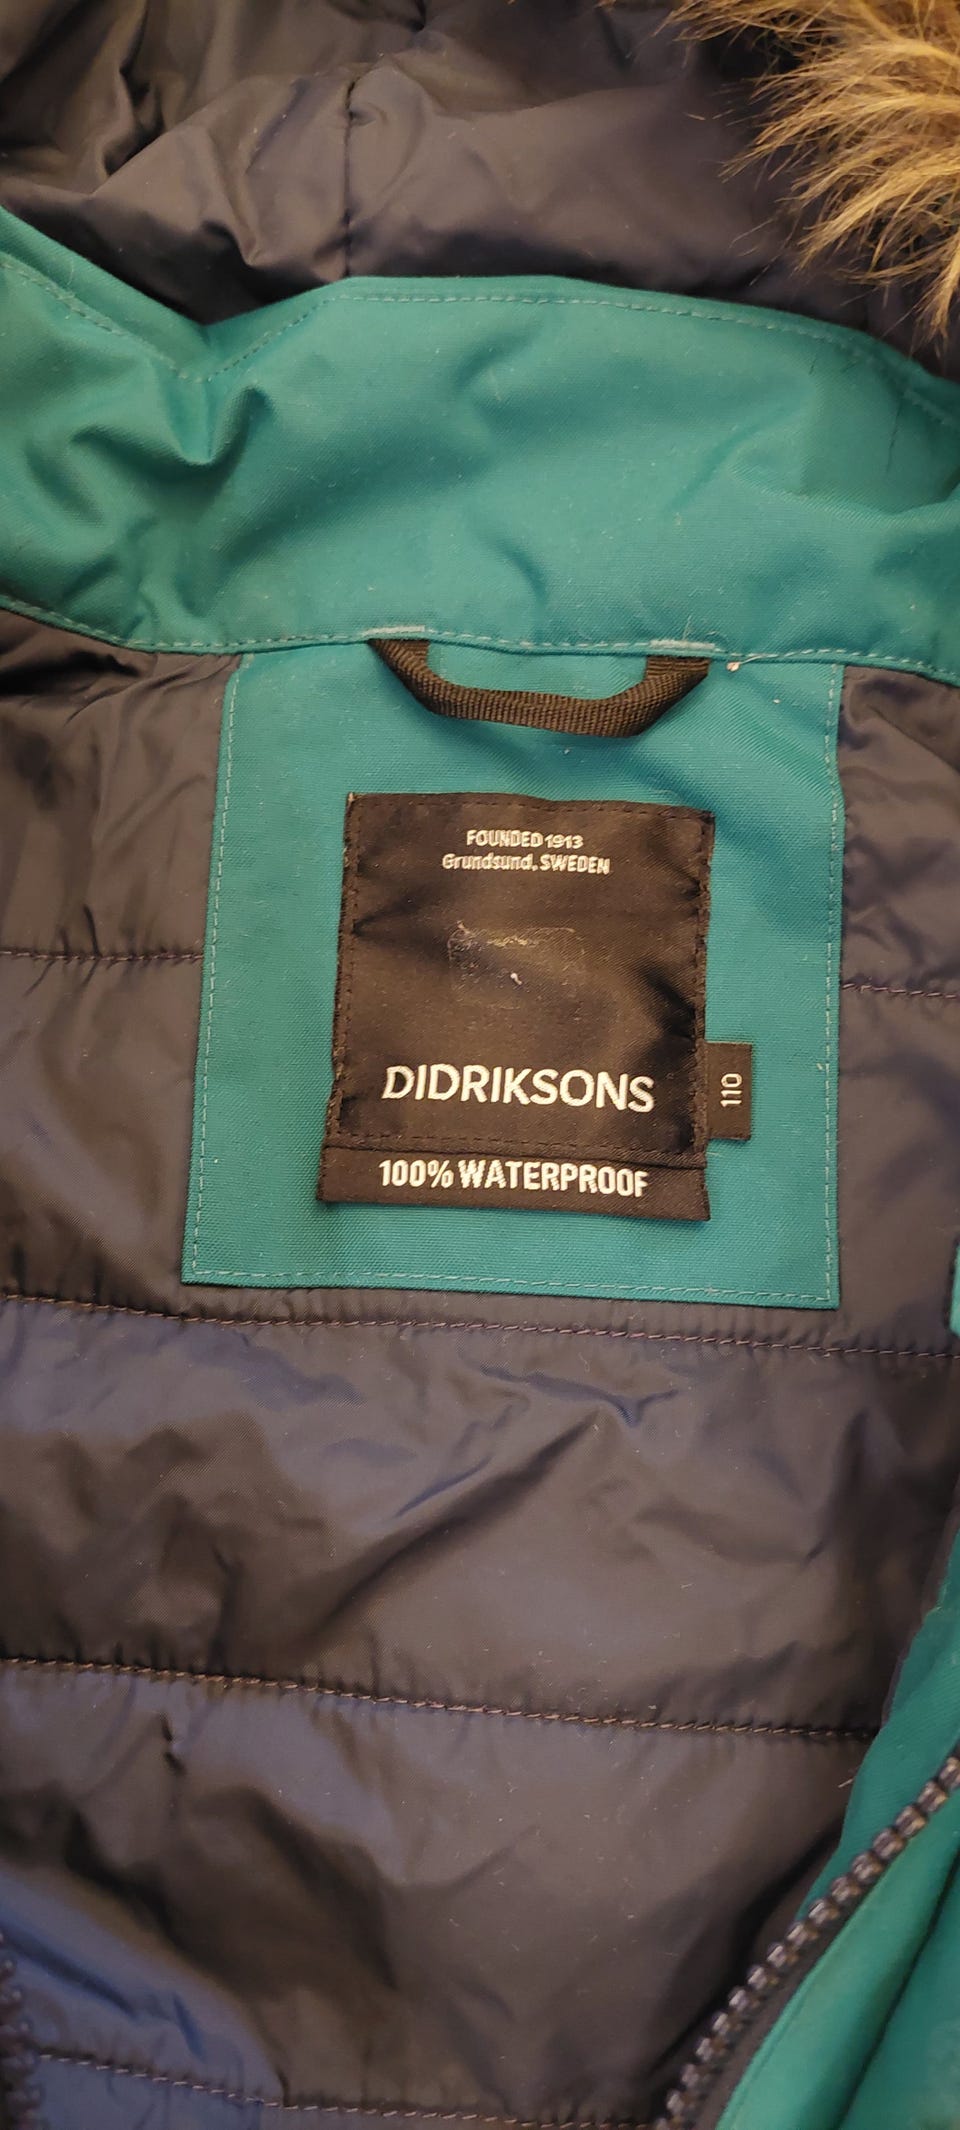 FOUNDED 1913
Grundsund, SWEDEN
DIDRIKSONS
110
100% WATERPROOF